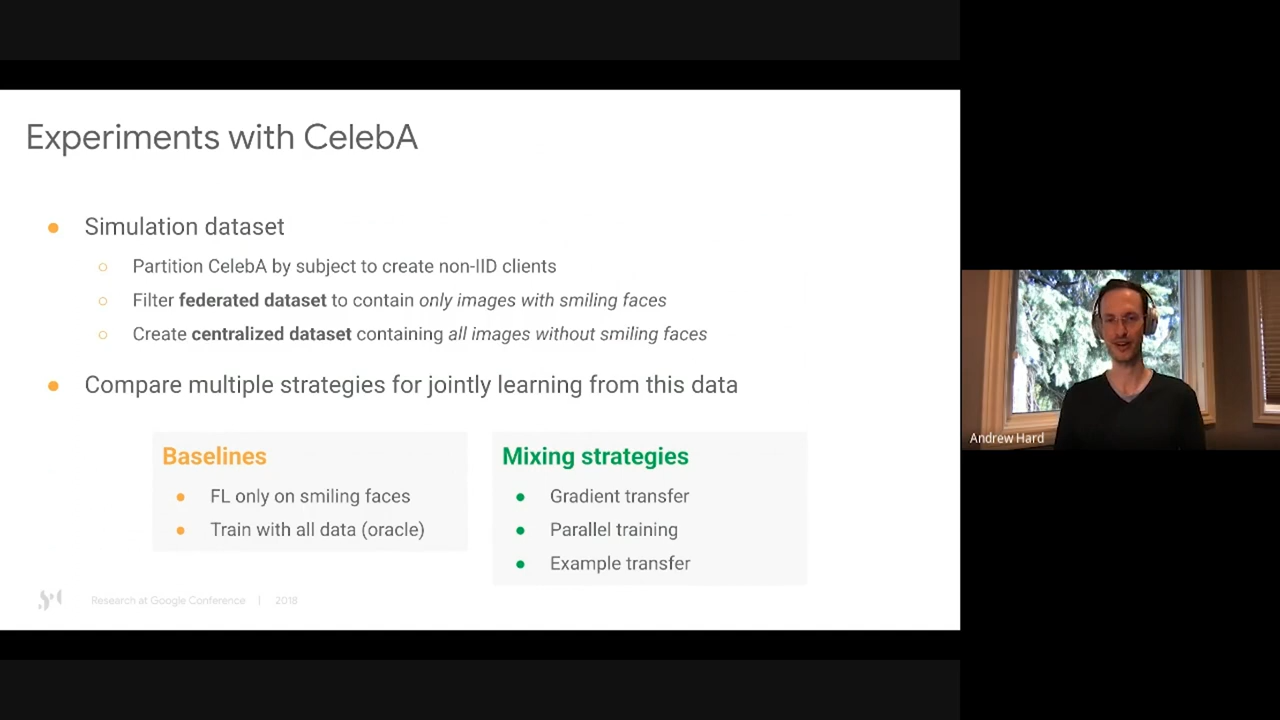 Experiments with CelebA
Simulation dataset
Partition CelebA by subject to create non-IID clients
Filter federated dataset to contain only images with smiling faces
Create centralized dataset containing all images without smiling faces
Compare multiple strategies for jointly learning from this data
Baselines
FL only on smiling faces
Train with all data (oracle)
Mixing strategies
Gradient transfer
Parallel training
Example transfer
Research at Google Conference | 2018
Andrew Hard